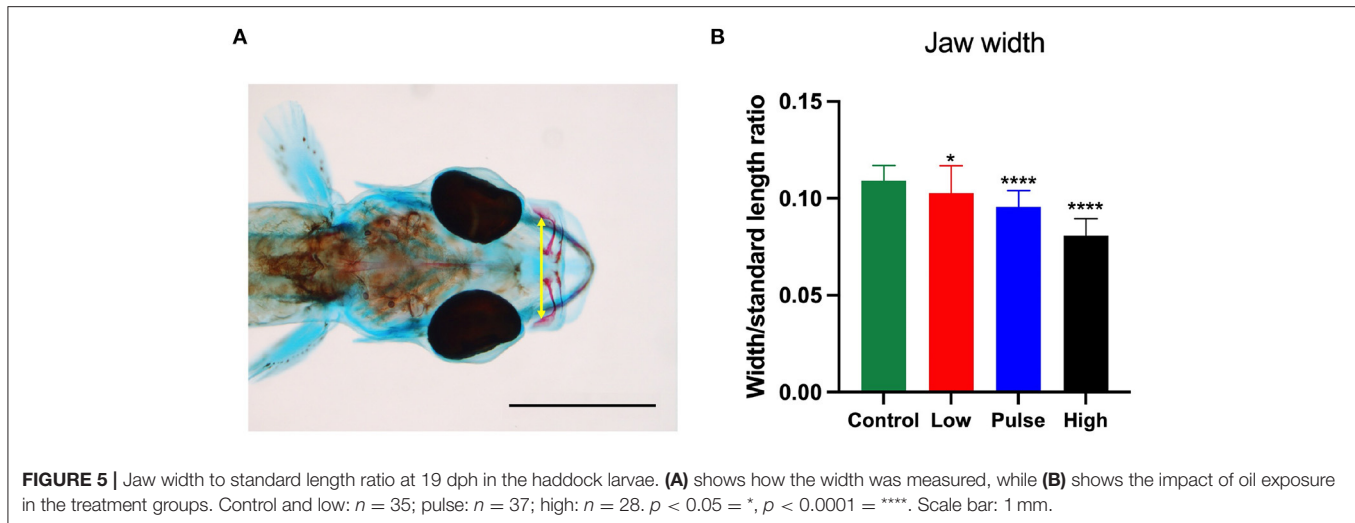 A
B
Jaw width
Width/standard length ratio
0.15
0.10
0.05
0.00
*
****
****
Control Low Pulse High
FIGURE 5 | Jaw width to standard length ratio at 19 dph in the haddock larvae. (A) shows how the width was measured, while (B) shows the impact of oil exposure
in the treatment groups. Control and low: n = 35; pulse: n = 37; high: n = 28. p < 0.05 = *, p < 0.0001 = ****. Scale bar: 1 mm.